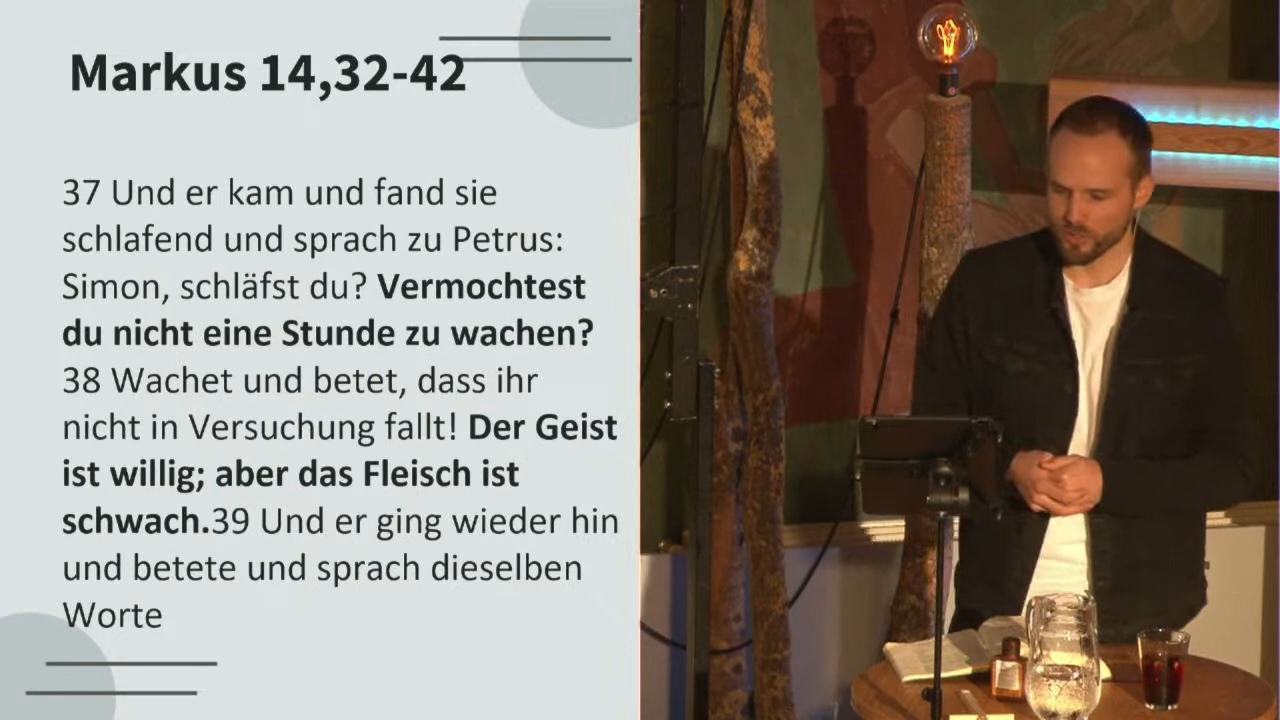 Markus 14,32-42
37 Und er kam und fand sie
schlafend und sprach zu Petrus:
Simon, schläfst du? Vermochtest
du nicht eine Stunde zu wachen?
38 Wachet und betet, dass ihr
nicht in Versuchung fallt! Der Geist
ist willig; aber das Fleisch ist
schwach.39 Und er ging wieder hin
und betete und sprach dieselben
Worte